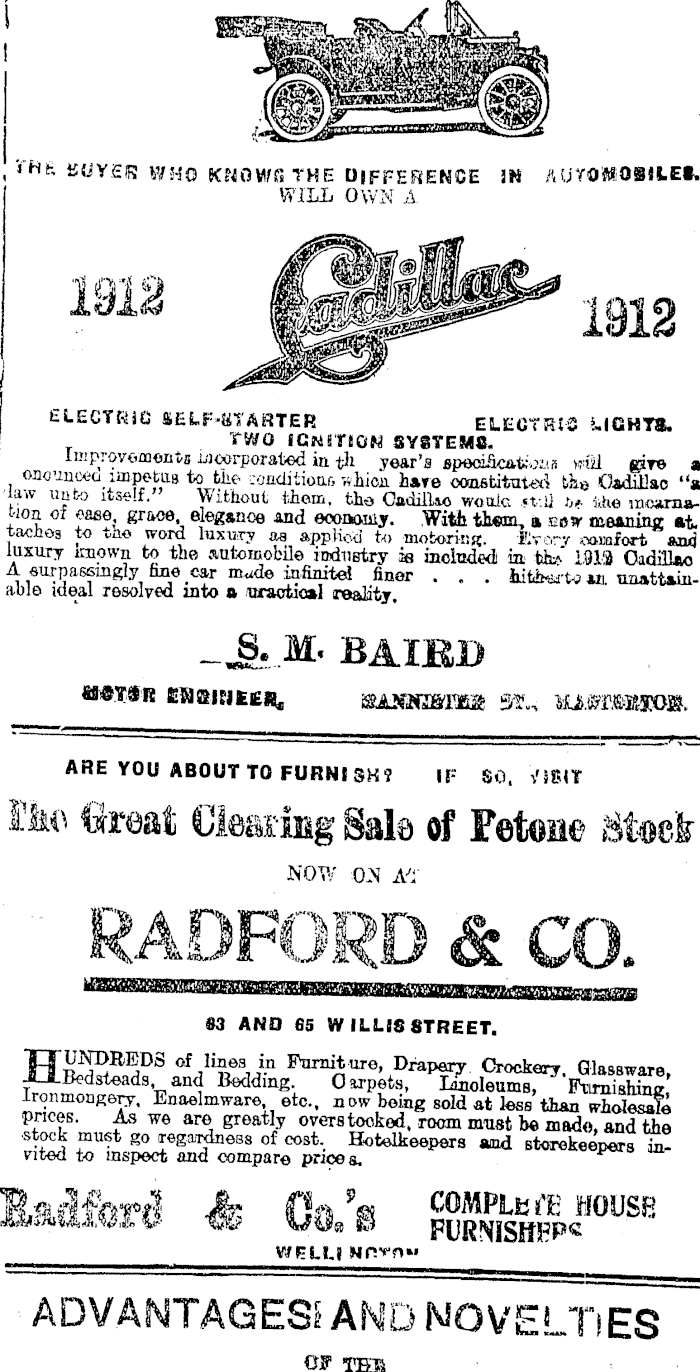 THE BUYER WHO KNOWS THE DIFFERENCE IN AUTOMOBILES.
WILL OWN A
1912 Cadillac 1912
ELECTRIC SELF-STARTER ELECTRIC LIGHTS.
TWO IGNITION SYSTEMS.
Improvements incorporated in th year's specifications will give a
onounced impetus to the conditions which have constituted the Cadillac "a
law unto itself." Without them, the Cadillac would still be the incarna-
tion of ease, grace, elegance and economy. With them, a new meaning at-
taches to the word luxury as applied to motoring. Every comfort and
luxury known to the automobile industry is included in the 1912 Cadillac
A surpassingly fine car made infinited finer . . . hitherto an unattain-
able ideal resolved into a practical reality.
S. M. BAIRD
MOTOR ENGINEER, BANNISTER ST., MASTERTON.
ARE YOU ABOUT TO FURNISH? IF SO, VISIT
The Great Clearing Sale of Petone Stock
NOW ON AT
RADFORD & CO.
63 AND 65 WILLIS STREET.
HUNDREDS of lines in Furniture, Drapery Crockery, Glassware,
Bedsteads, and Bedding. Carpets, Linoleums, Furnishing,
Ironmongery, Enaelmware, etc., now being sold at less than wholesale
prices. As we are greatly overstocked, room must be made, and the
stock must go regardness of cost. Hotelkeepers and storekeepers in-
vited to inspect and compare prices.
Radford & Co.'s COMPLETE HOUSE
FURNISHERS
WELLINGTON
ADVANTAGES AND NOVELTIES
OF THE